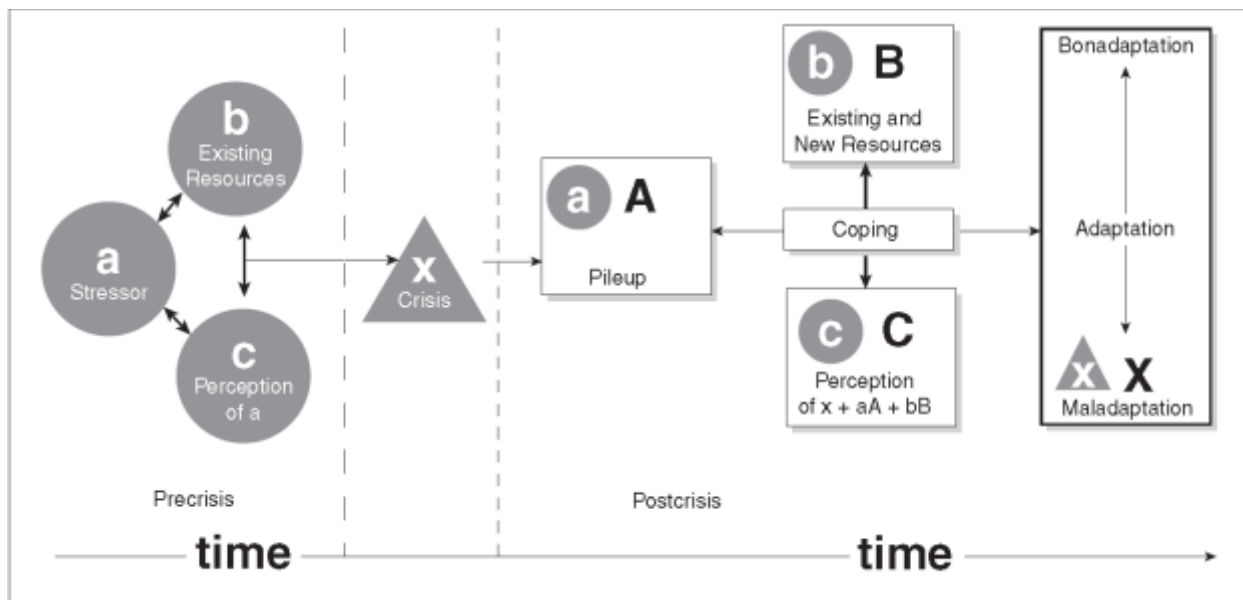 b
Existing
Resources
a
Stressor
c
Perception
of a
x
Crisis
a A
Pileup
b B
Existing and
New Resources
Coping
c C
Perception
of x + aA + bB
Bonadaptation
Adaptation
x X
Maladaptation
Precrisis
Postcrisis
time
time